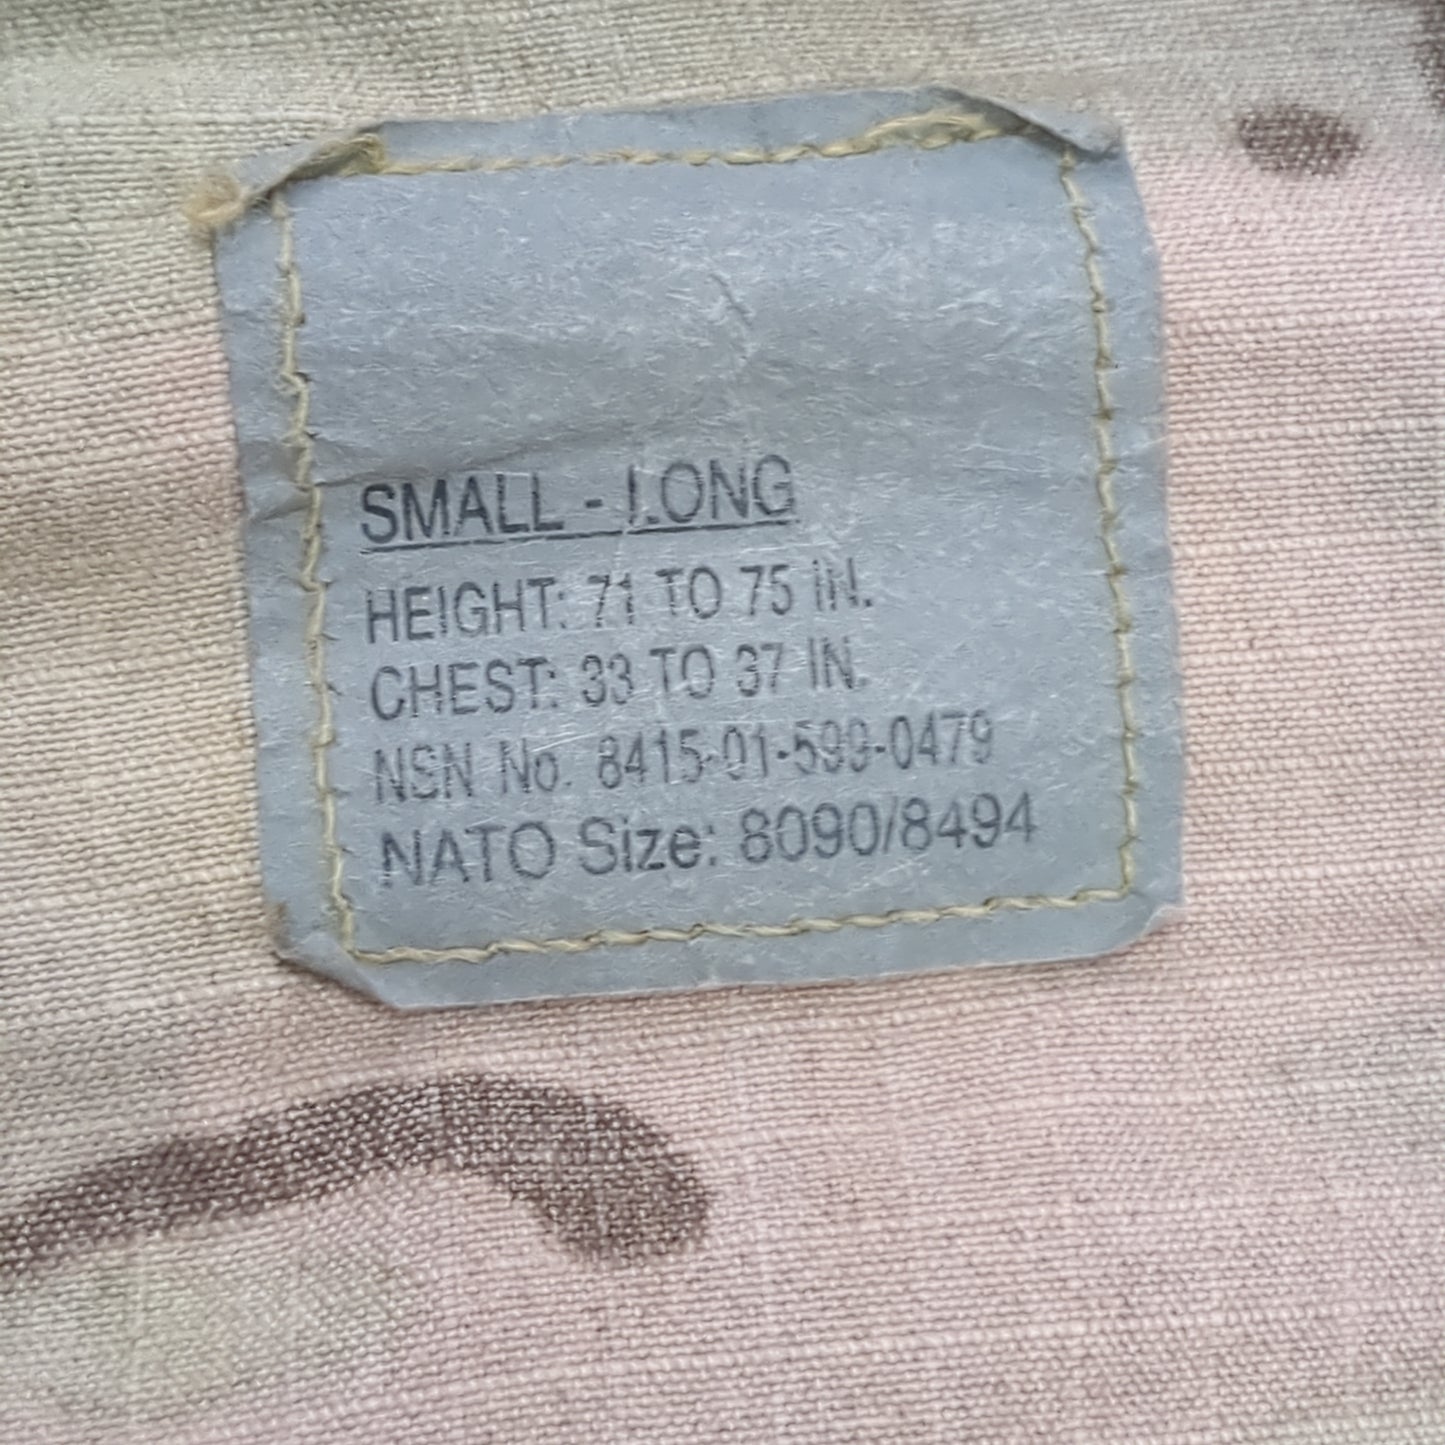 SMALL - LONG
HEIGHT: 71 TO 75 IN.
CHEST: 33 TO 37 IN.
NSN No. 8415-01-599-0479
NATO Size: 8090/8494